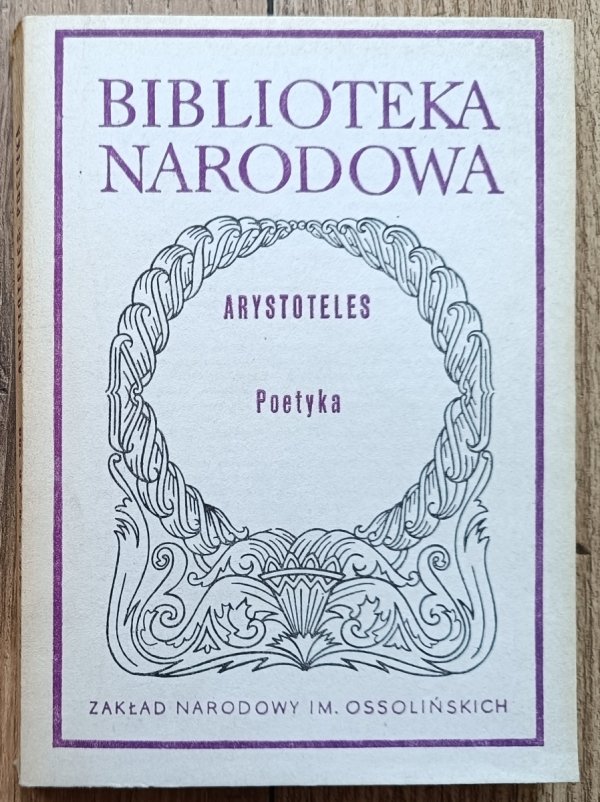 BIBLIOTEKA
NARODOWA
ARYSTOTELES
Poetyka
ZAKŁAD NARODOWY IM. OSSOLIŃSKICH